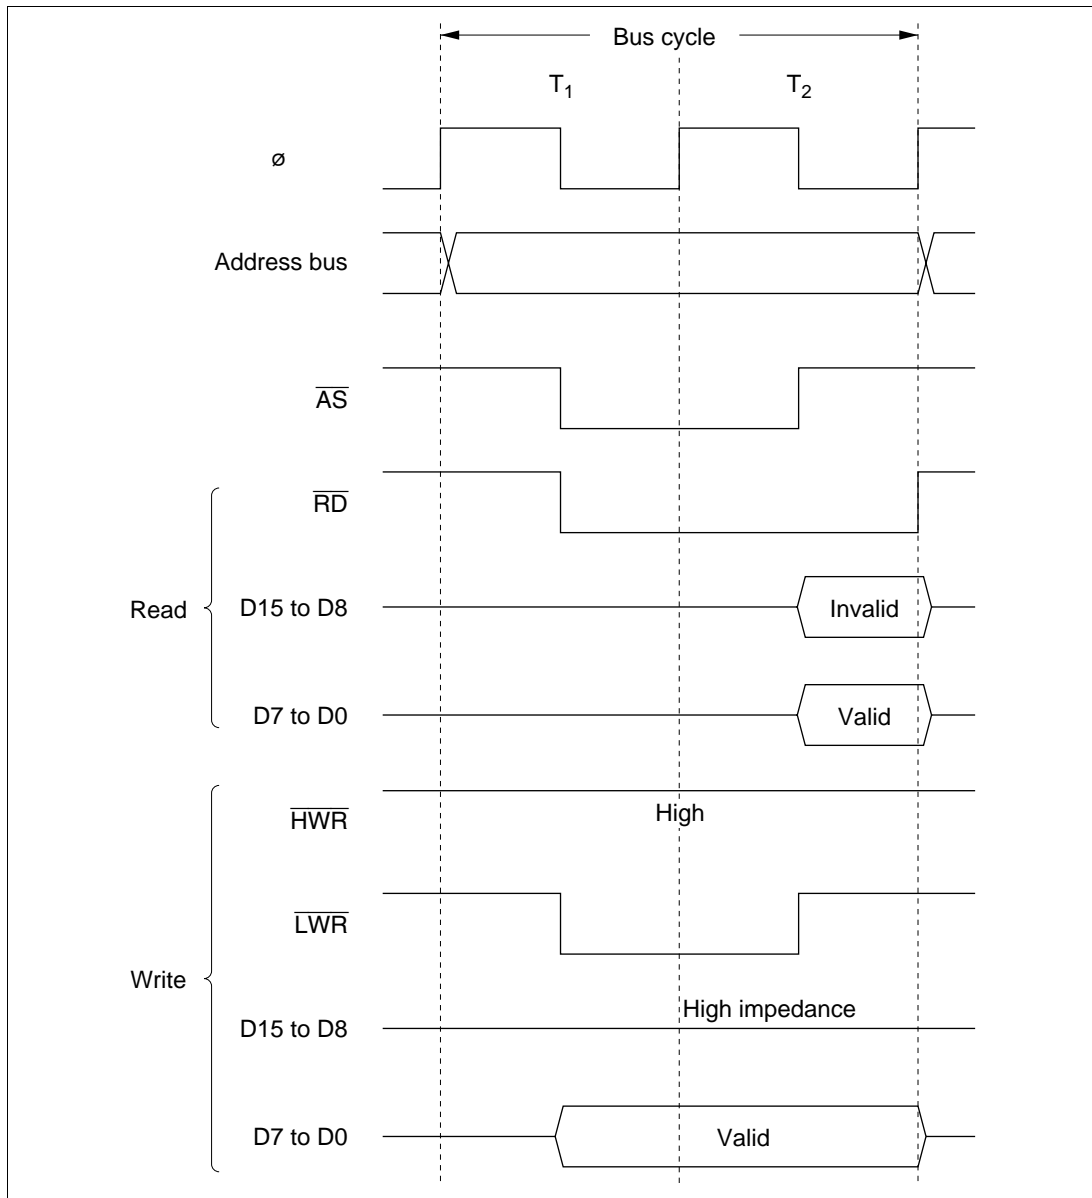 Bus cycle
T1 T2
ø
Address bus
AS
RD
Read
D15 to D8
Invalid
D7 to D0
Valid
HWR
High
LWR
Write
High impedance
D15 to D8
D7 to D0
Valid